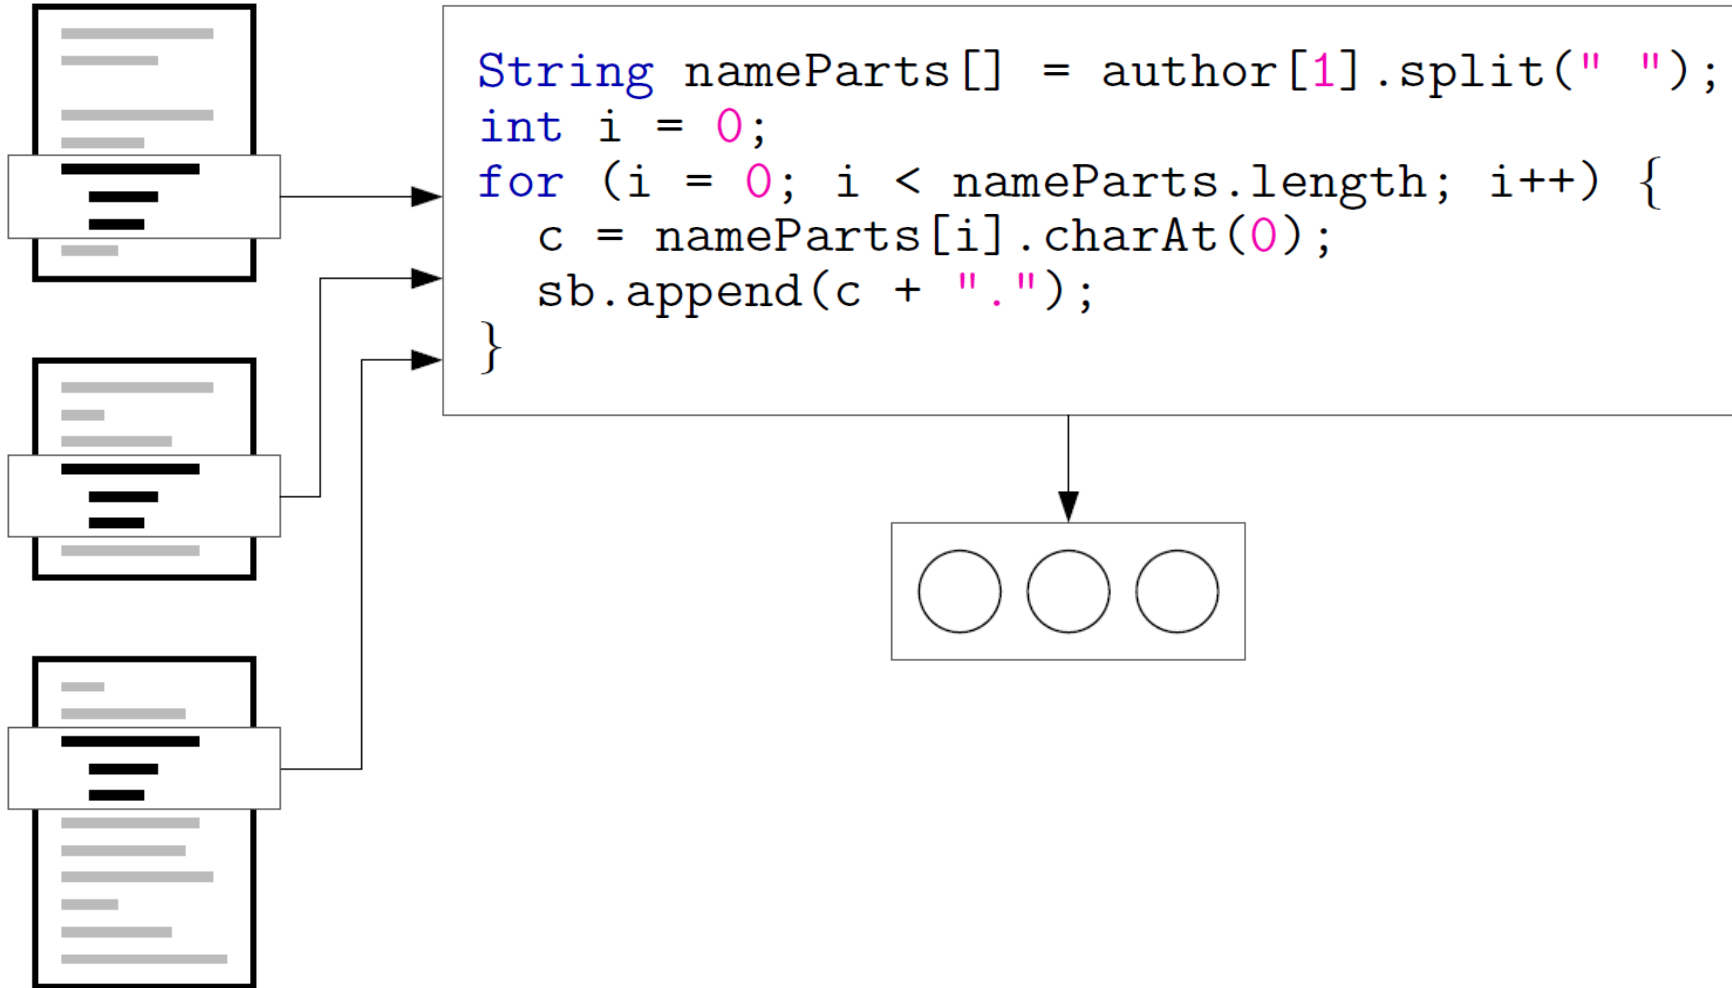 String nameParts[] = author[1].split(" ");
int i = 0;
for (i = 0; i < nameParts.length; i++) {
  c = nameParts[i].charAt(0);
  sb.append(c + ".");
}